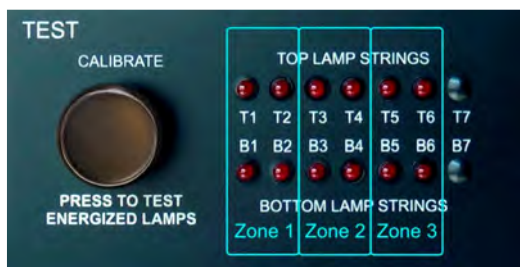 TEST
CALIBRATE
PRESS TO TEST
ENERGIZED LAMPS
TOP LAMP STRINGS
T1 T2 T3 T4 T5 T6 T7
B1 B2 B3 B4 B5 B6 B7
BOTTOM LAMP STRINGS
Zone 1 Zone 2 Zone 3